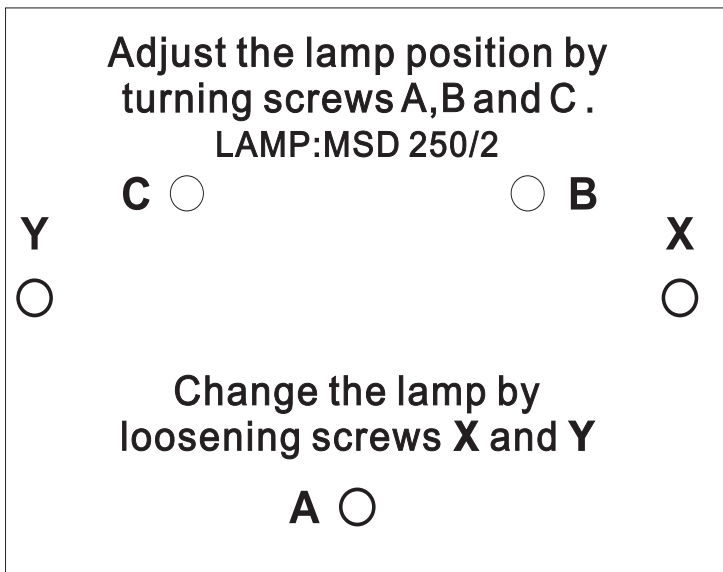 Adjust the lamp position by
turning screws A,B and C .
LAMP:MSD 250/2
C B
Y X
Change the lamp by
loosening screws X and Y
A